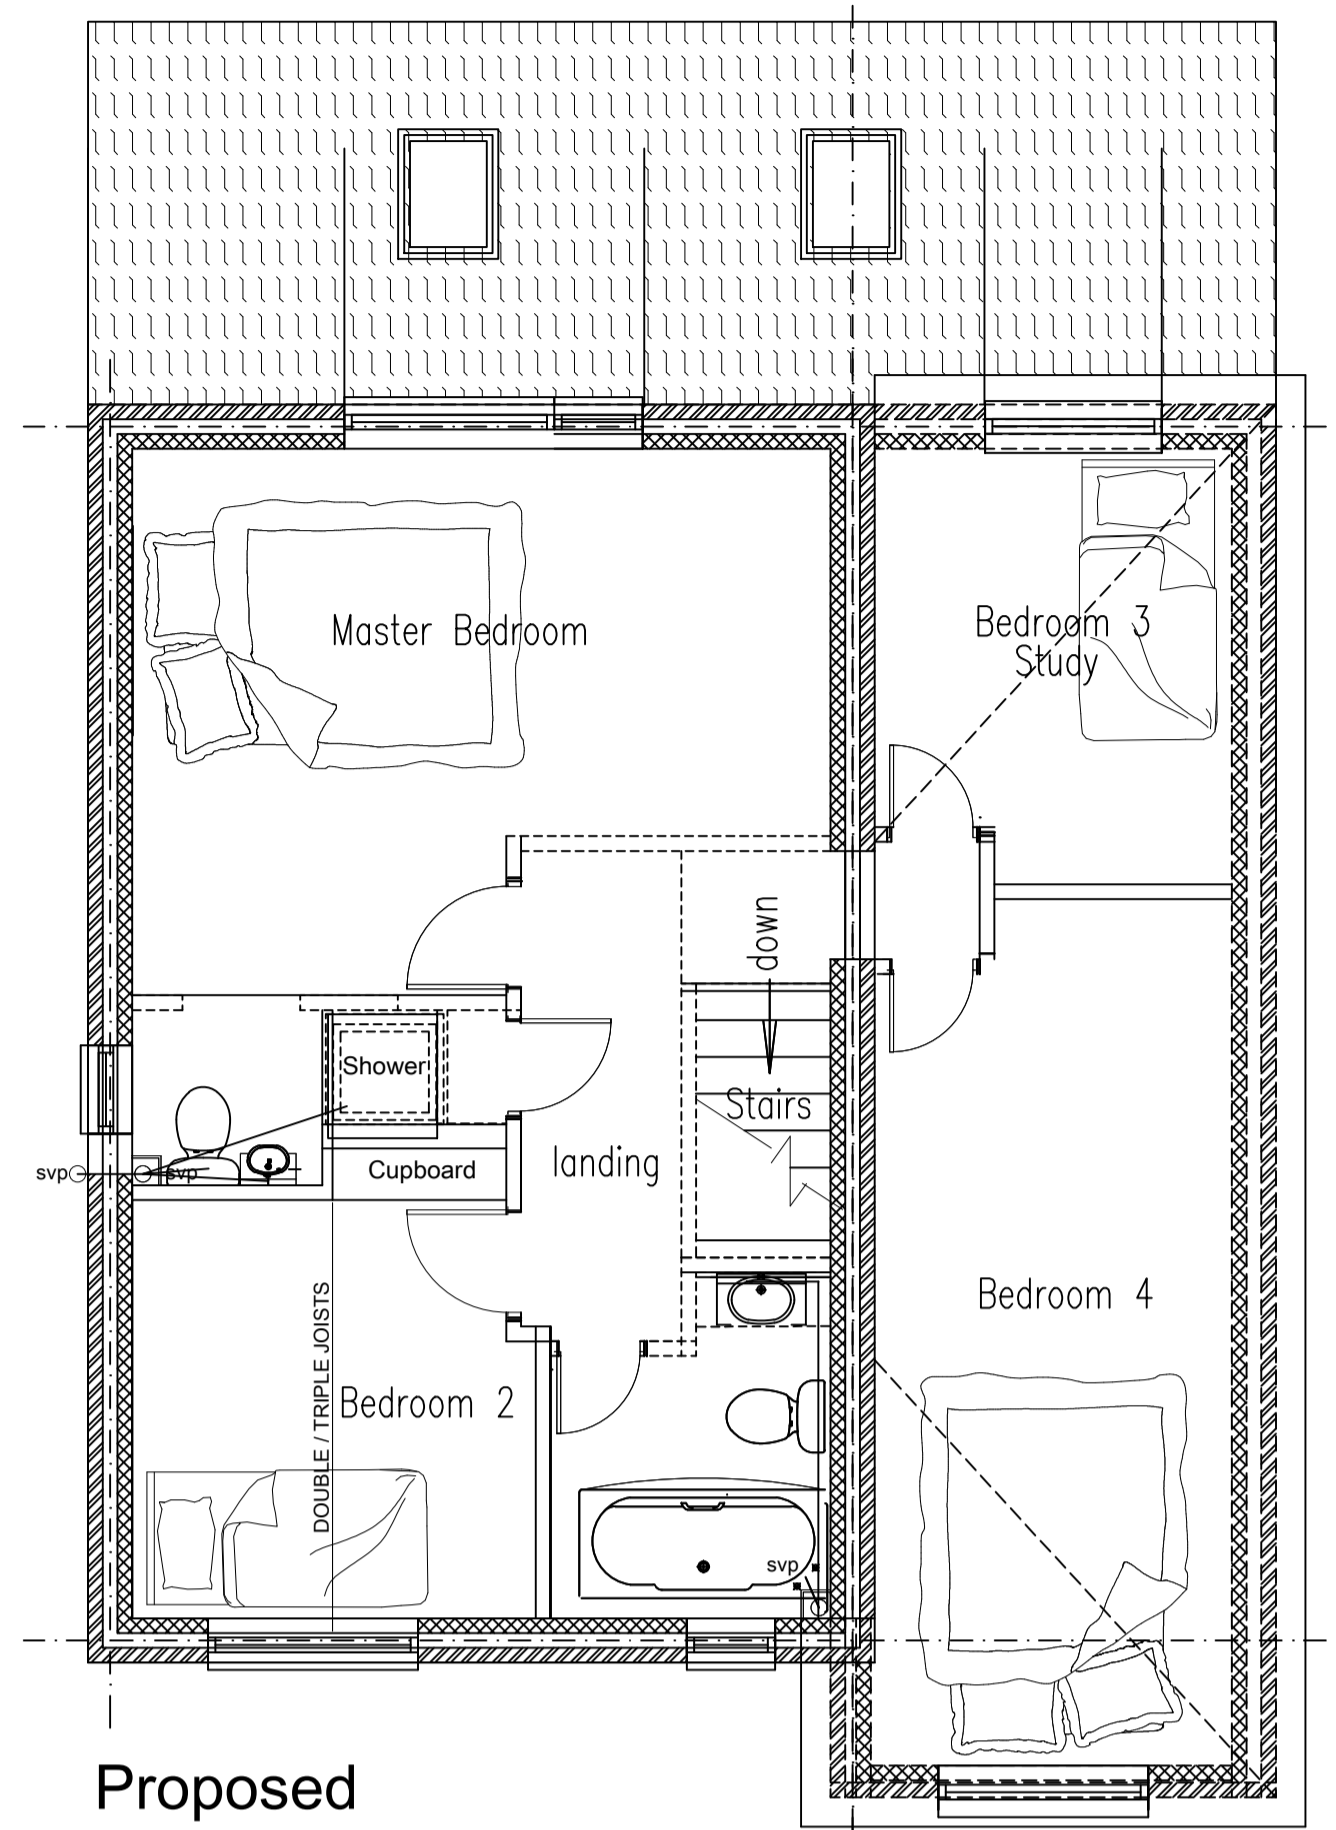 Master Bedroom
Bedroom 3
Study
down
Shower
Stairs
svp
svp
Cupboard
landing
DOUBLE / TRIPLE JOISTS
Bedroom 4
Bedroom 2
svp
Proposed